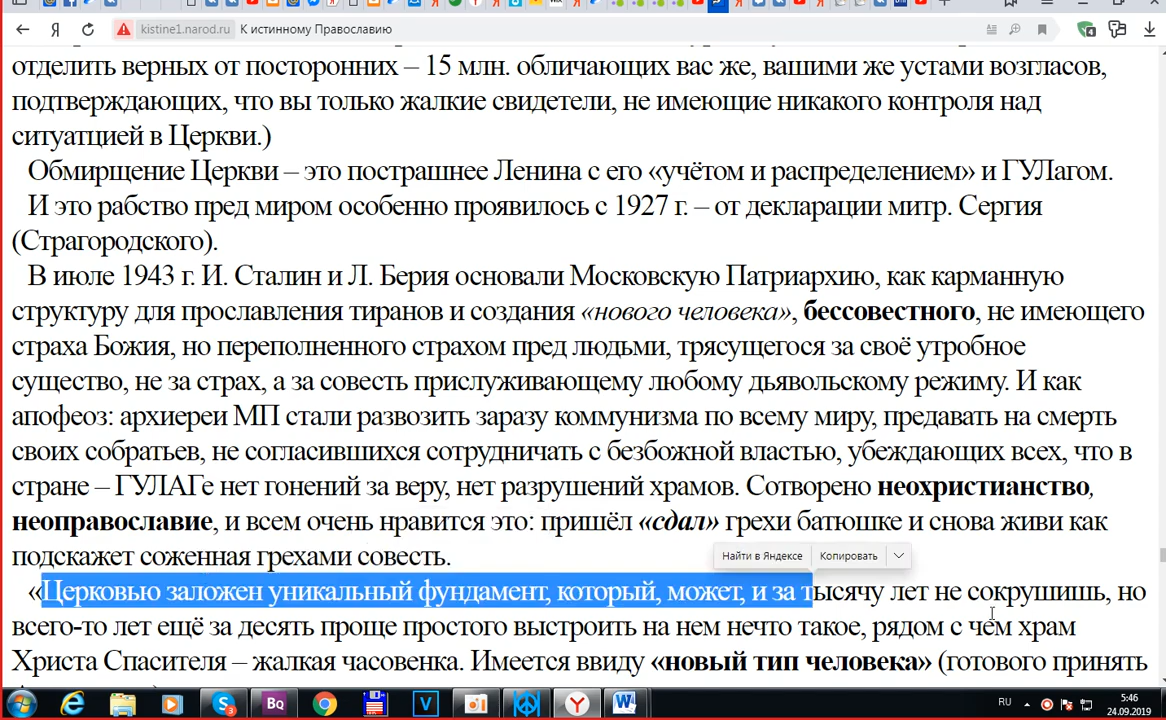 kistine1.narod.ru К истинному Православию
отделить верных от посторонних – 15 млн. обличающих вас же, вашими же устами возгласов,
подтверждающих, что вы только жалкие свидетели, не имеющие никакого контроля над
ситуатцией в Церкви.)
Обмирщение Церкви – это пострашнее Ленина с его «учётом и распределением» и ГУЛагом.
И это рабство пред миром особенно проявилось с 1927 г. – от декларации митр. Сергия
(Страгородского).
В июле 1943 г. И. Сталин и Л. Берия основали Московскую Патриархию, как карманную
структуру для прославления тиранов и создания «нового человека», бессовестного, не имеющего
страха Божия, но переполненного страхом пред людьми, трясущегося за своё утробное
существо, не за страх, а за совесть прислуживающему любому дьявольскому режиму. И как
апофеоз: архиереи МП стали развозить заразу коммунизма по всему миру, предавать на смерть
своих собратьев, не согласившихся сотрудничать с безбожной властью, убеждающих всех, что в
стране – ГУЛАГе нет гонений за веру, нет разрушений храмов. Сотворено неохристианство,
неоправославие, и всем очень нравится это: пришёл «сдал» грехи батюшке и снова живи как
подскажет соженная грехами совесть.
Найти в Яндексе Копировать
«Церковью заложен уникальный фундамент, который, может, и за тысячу лет не сокрушишь, но
всего-то лет ещё за десять проще простого выстроить на нем нечто такое, рядом с чем храм
Христа Спасителя – жалкая часовенка. Имеется ввиду «новый тип человека» (готового принять
RU 5:46
24.09.2019